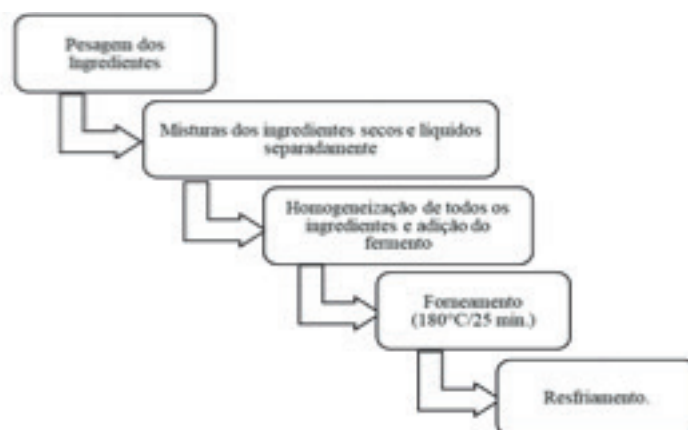 Pesagem dos
Ingredientes
Misturas dos ingredientes secos e líquidos
separadamente
Homogeneização de todos os
ingredientes e adição do
fermento
Forneamento
(180°C/25 min.)
Resfriamento.